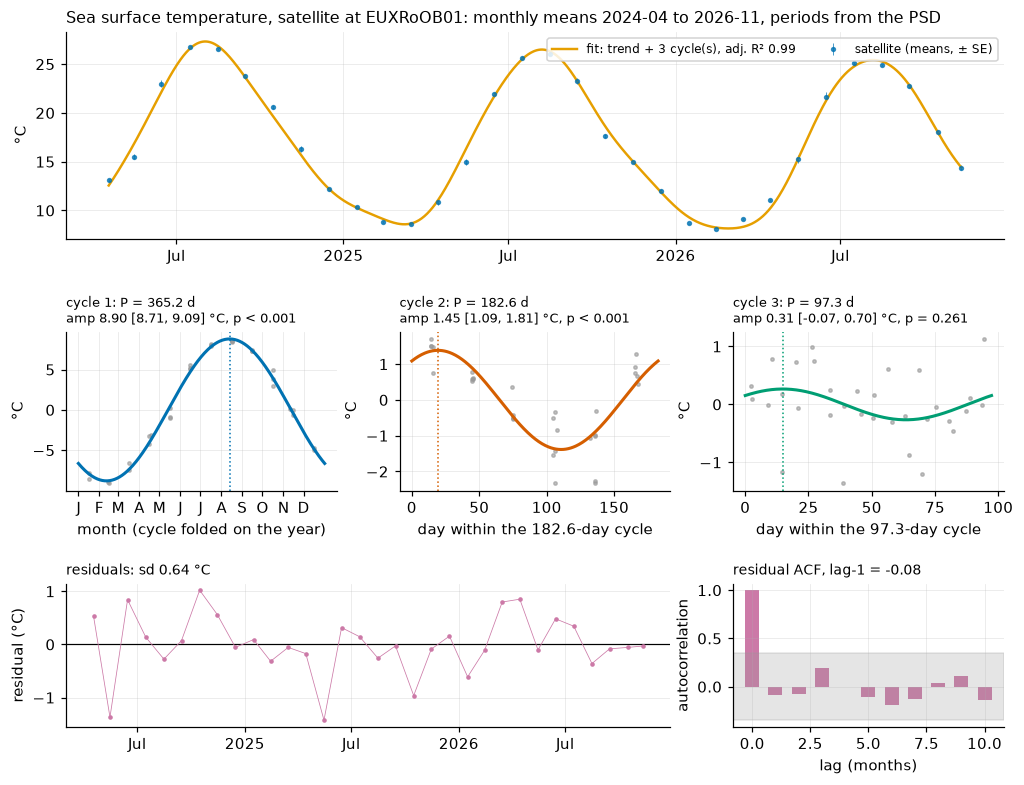 Sea surface temperature, satellite at EUXRoOB01: monthly means 2024-04 to 2026-11, periods from the PSD
fit: trend + 3 cycle(s), adj. R² 0.99
satellite (means, ± SE)
°C
25
20
15
10
Jul
2025
Jul
2026
Jul
cycle 1: P = 365.2 d
amp 8.90 [8.71, 9.09] °C, p < 0.001
°C
5
0
−5
J F M A M J J A S O N D
month (cycle folded on the year)
cycle 2: P = 182.6 d
amp 1.45 [1.09, 1.81] °C, p < 0.001
°C
1
0
−1
−2
0 50 100 150
day within the 182.6-day cycle
cycle 3: P = 97.3 d
amp 0.31 [-0.07, 0.70] °C, p = 0.261
°C
1
0
−1
0 25 50 75 100
day within the 97.3-day cycle
residuals: sd 0.64 °C
residual (°C)
1
0
−1
Jul
2025
Jul
2026
Jul
residual ACF, lag-1 = -0.08
autocorrelation
1.0
0.5
0.0
0.0 2.5 5.0 7.5 10.0
lag (months)